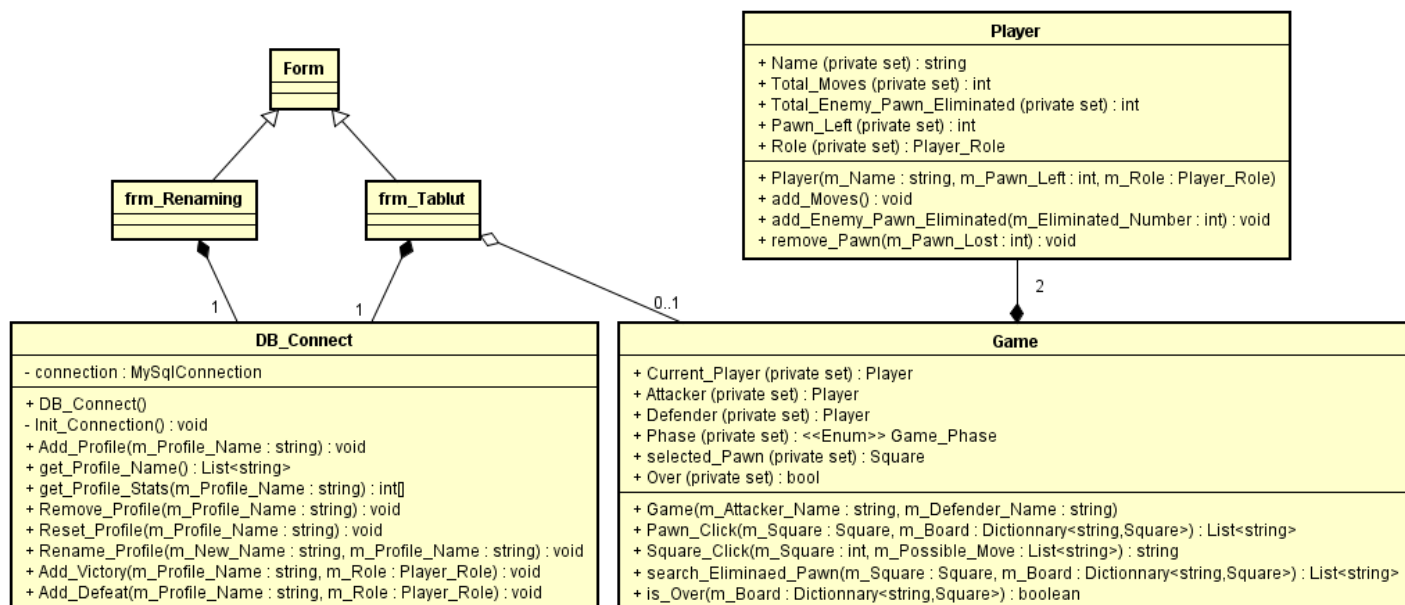 Form
frm_Renaming
frm_Tablut
1
1
0..1
2
Player
+ Name (private set) : string
+ Total_Moves (private set) : int
+ Total_Enemy_Pawn_Eliminated (private set) : int
+ Pawn_Left (private set) : int
+ Role (private set) : Player_Role
+ Player(m_Name : string, m_Pawn_Left : int, m_Role : Player_Role)
+ add_Moves() : void
+ add_Enemy_Pawn_Eliminated(m_Eliminated_Number : int) : void
+ remove_Pawn(m_Pawn_Lost : int) : void
DB_Connect
- connection : MySqlConnection
+ DB_Connect()
- Init_Connection() : void
+ Add_Profile(m_Profile_Name : string) : void
+ get_Profile_Name() : List<string>
+ get_Profile_Stats(m_Profile_Name : string) : int[]
+ Remove_Profile(m_Profile_Name : string) : void
+ Reset_Profile(m_Profile_Name : string) : void
+ Rename_Profile(m_New_Name : string, m_Profile_Name : string) : void
+ Add_Victory(m_Profile_Name : string, m_Role : Player_Role) : void
+ Add_Defeat(m_Profile_Name : string, m_Role : Player_Role) : void
Game
+ Current_Player (private set) : Player
+ Attacker (private set) : Player
+ Defender (private set) : Player
+ Phase (private set) : <<Enum>> Game_Phase
+ selected_Pawn (private set) : Square
+ Over (private set) : bool
+ Game(m_Attacker_Name : string, m_Defender_Name : string)
+ Pawn_Click(m_Square : Square, m_Board : Dictionnary<string,Square>) : List<string>
+ Square_Click(m_Square : int, m_Possible_Move : List<string>) : string
+ search_Eliminaed_Pawn(m_Square : Square, m_Board : Dictionnary<string,Square>) : List<string>
+ is_Over(m_Board : Dictionnary<string,Square>) : boolean